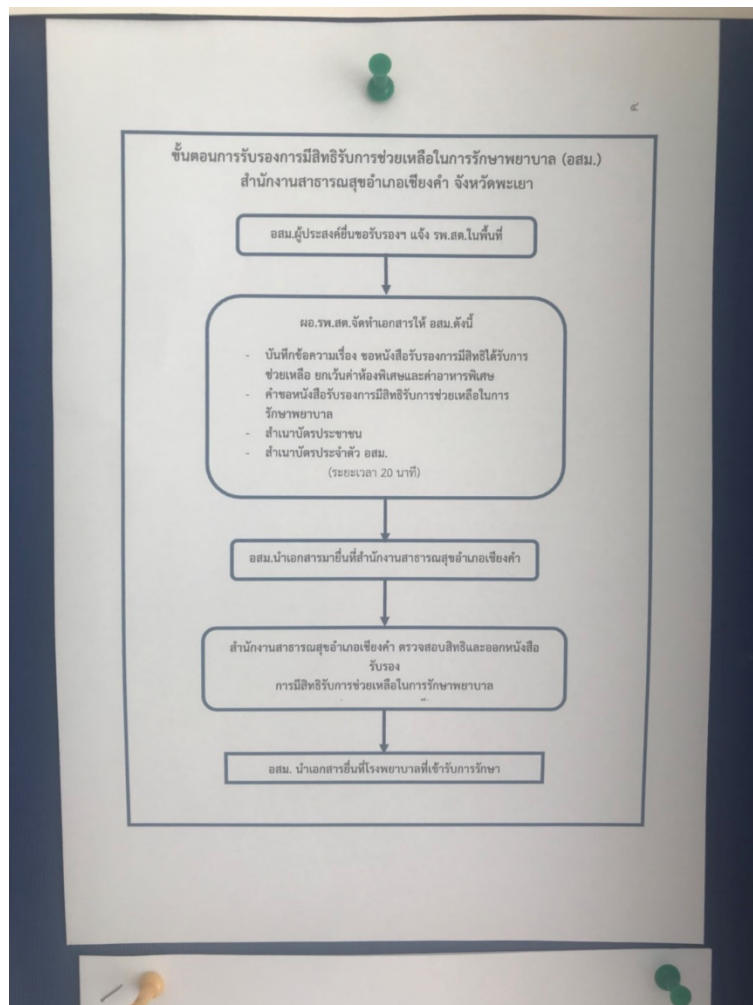 ๔
ขั้นตอนการรับรองการมีสิทธิรับการช่วยเหลือในการรักษาพยาบาล (อสม.)
สำนักงานสาธารณสุขอำเภอเชียงคำ จังหวัดพะเยา
อสม.ผู้ประสงค์ยื่นขอรับรองฯ แจ้ง รพ.สต.ในพื้นที่
ผอ.รพ.สต.จัดทำเอกสารให้ อสม.ดังนี้
- บันทึกข้อความเรื่อง ขอหนังสือรับรองการมีสิทธิได้รับการ
ช่วยเหลือ ยกเว้นค่าห้องพิเศษและค่าอาหารพิเศษ
- คำขอหนังสือรับรองการมีสิทธิรับการช่วยเหลือในการ
รักษาพยาบาล
- สำเนาบัตรประชาชน
- สำเนาบัตรประจำตัว อสม.
(ระยะเวลา 20 นาที)
อสม.นำเอกสารมายื่นที่สำนักงานสาธารณสุขอำเภอเชียงคำ
สำนักงานสาธารณสุขอำเภอเชียงคำ ตรวจสอบสิทธิและออกหนังสือ
รับรอง
การมีสิทธิรับการช่วยเหลือในการรักษาพยาบาล
อสม. นำเอกสารยื่นที่โรงพยาบาลที่เข้ารับการรักษา